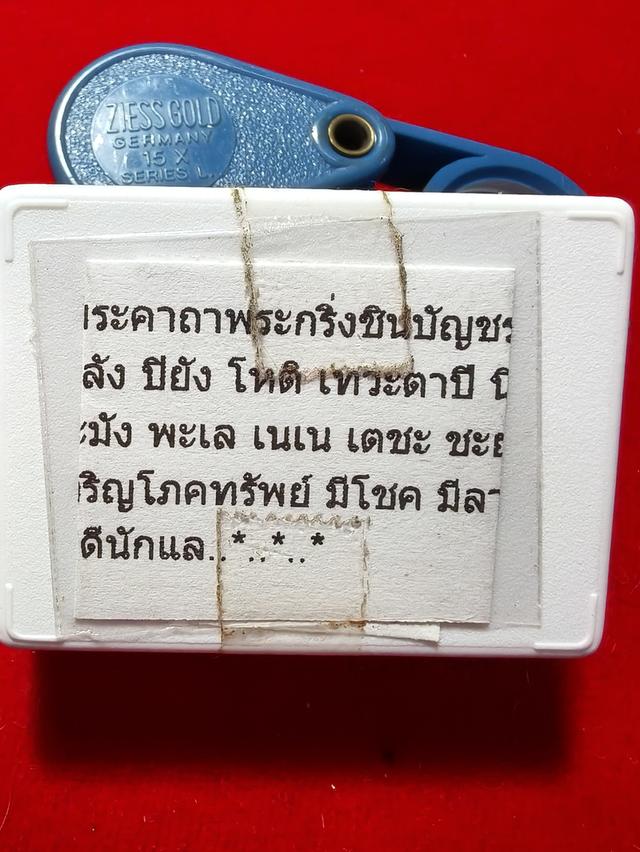 ZIESS GOLD
GERMANY
15 X
SERIES L.
พระคาถาพระกริ่งชินบัญชร
ลัง ปิยัง โหติ เทวะตาปี
มัง พะเล เนเน เตชะ ชะย
ริญโภคทรัพย์ มีโชค มีลา
ดีนักแล..*..*..*